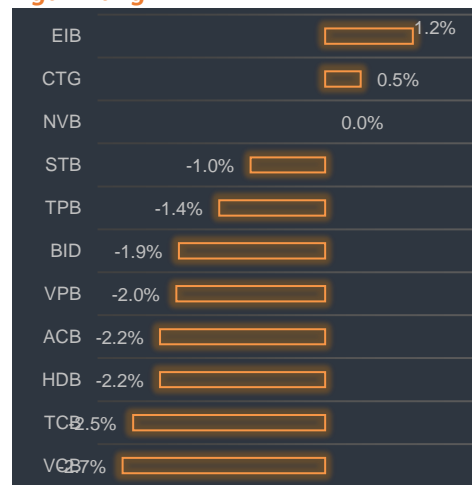 EIB 1.2%
CTG 0.5%
NVB 0.0%
STB -1.0%
TPB -1.4%
BID -1.9%
VPB -2.0%
ACB -2.2%
HDB -2.2%
TCB -2.5%
VCB -2.7%